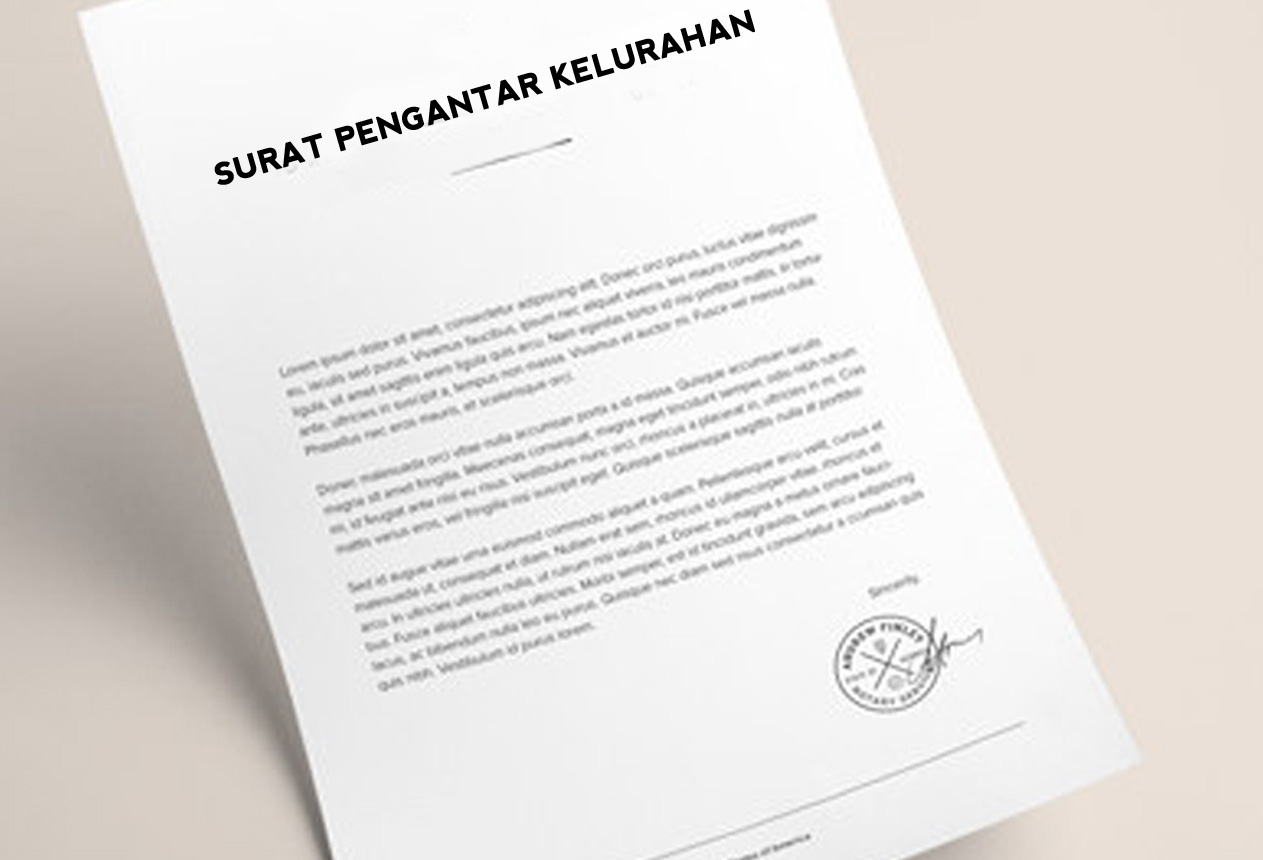 SURAT PENGANTAR KELURAHAN
Lorem ipsum dolor sit amet, consectetur adipiscing elit. Donec orci purus, luctus vitae dignissim
eu, iaculis sed purus. Vivamus faucibus, ipsum nec aliquet viverra, leo mauris condimentum
ligula, sit amet sagittis enim ligula quis arcu. Nam egestas tortor id nisi porttitor mattis. In tortor
ante, ultricies in suscipit a, tempus non massa. Vivamus et auctor mi. Fusce vel massa nulla.
Phasellus nec eros mauris, et scelerisque orci.
Donec malesuada orci vitae nulla accumsan porta a id massa. Quisque accumsan iaculis
magna sit amet fringilla. Maecenas consequat, magna eget tincidunt semper, odio nibh rutrum
mi, id feugiat ante nisi eu risus. Vestibulum nunc orci, rhoncus a placerat in, ultricies in mi. Cras
mattis varius eros, vel fringilla nisi suscipit eget. Quisque scelerisque sagittis nulla at porttitor.
Sed id augue vitae urna euismod commodo aliquet a quam. Pellentesque arcu velit, cursus et
malesuada ut, consequat et diam. Nullam erat sem, rhoncus id ullamcorper vitae, rhoncus et
arcu. In ultricies ultricies nulla, ut rutrum nisi iaculis at. Donec eu magna a metus ornare fauci-
bus. Fusce aliquet faucibus ultricies. Morbi semper, est id tincidunt gravida, sem arcu adipiscing
lacus, ac bibendum nulla leo eu purus. Quisque nec diam sed risus consectetur a ccumsan quis
quis nibh. Vestibulum id purus lorem.
Sincerely,
ANDREW FINLEY
NOTARY
of America